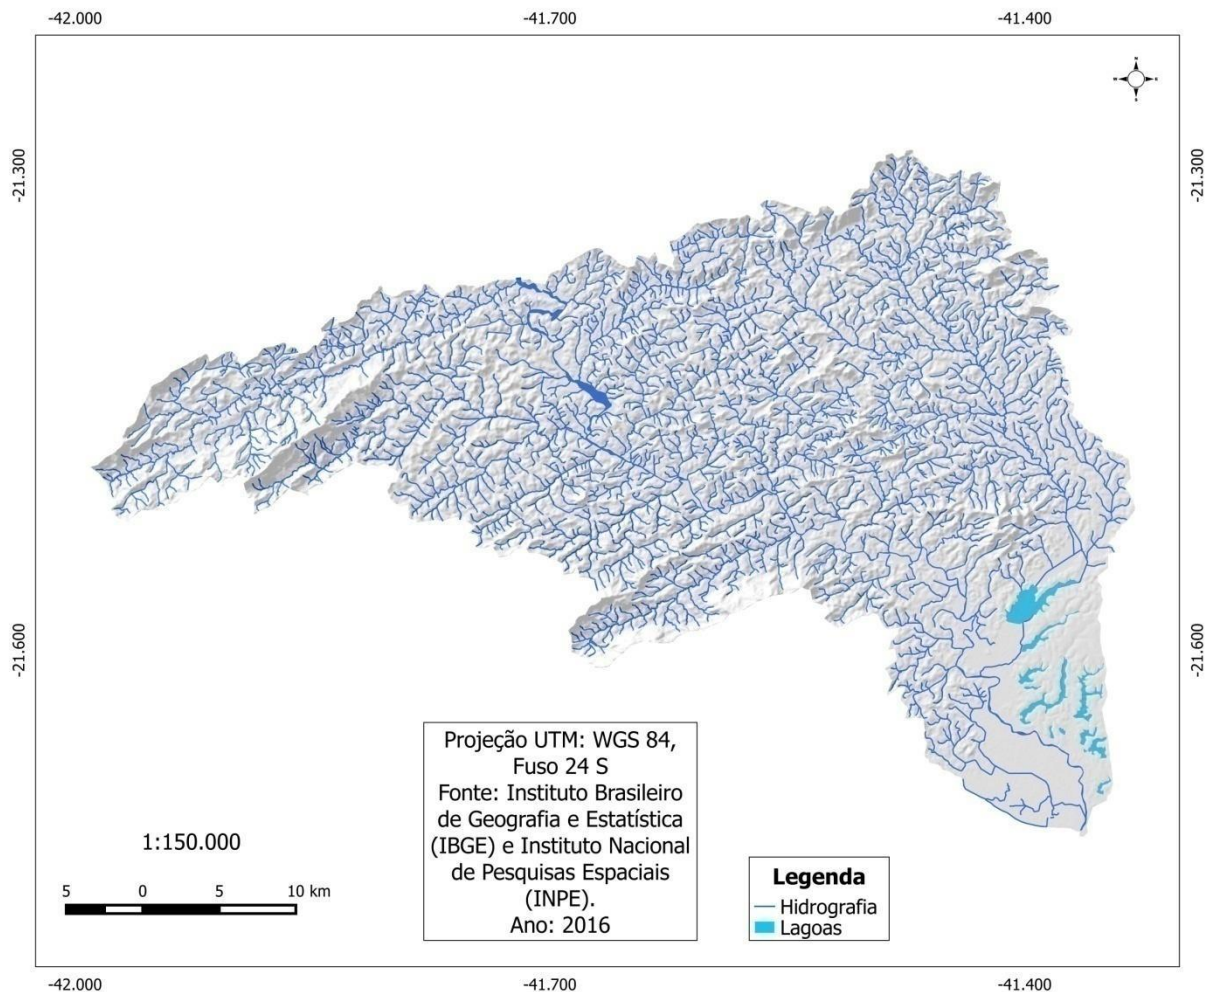 -42.000 -41.700 -41.400
-21.300 -21.300
-21.600 -21.600
Projeção UTM: WGS 84,
Fuso 24 S
Fonte: Instituto Brasileiro
de Geografia e Estatística
(IBGE) e Instituto Nacional
de Pesquisas Espaciais
(INPE).
Ano: 2016
1:150.000
5 0 5 10 km
Legenda
Hidrografia
Lagoas
-42.000 -41.700 -41.400